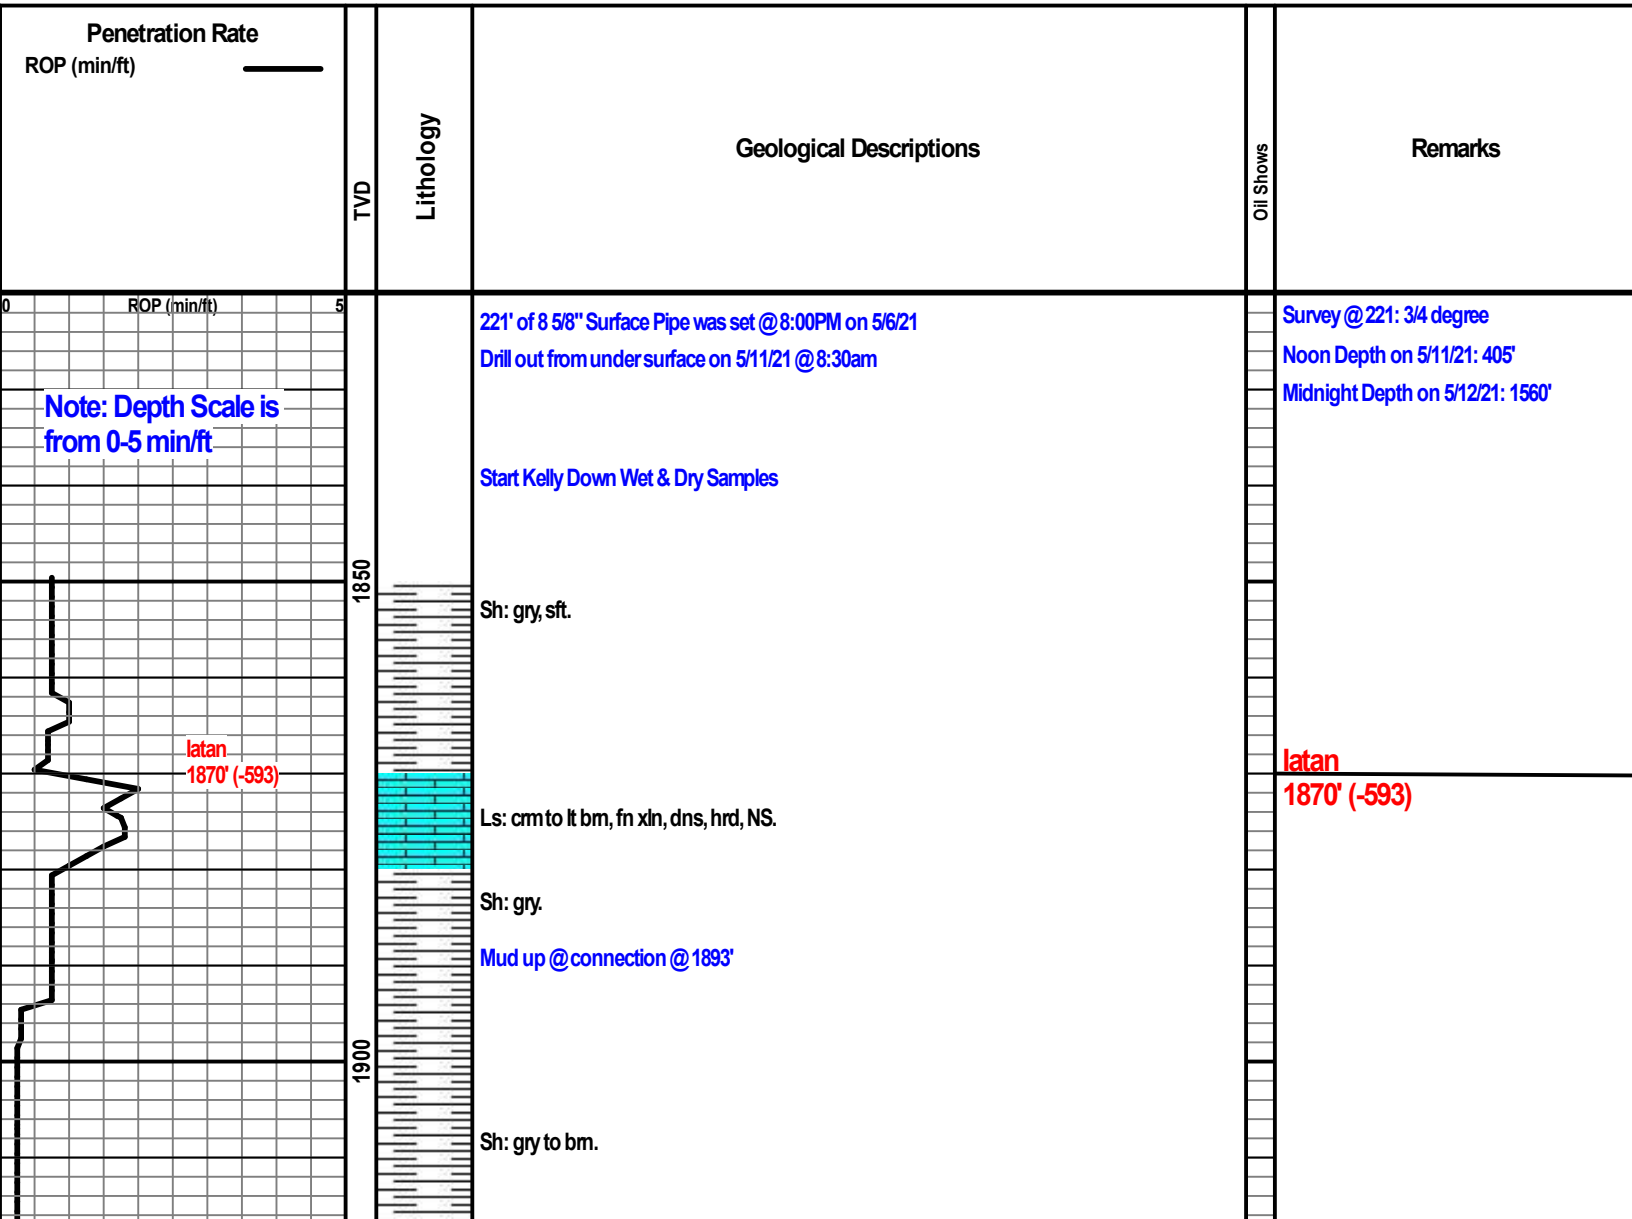 Penetration Rate
ROP (min/ft)
TVD
Lithology
Geological Descriptions
Oil Shows
Remarks
0 ROP (min/ft) 5
221' of 8 5/8" Surface Pipe was set @ 8:00PM on 5/6/21
Drill out from under surface on 5/11/21 @ 8:30am
Survey @ 221: 3/4 degree
Noon Depth on 5/11/21: 405'
Midnight Depth on 5/12/21: 1560'
Note: Depth Scale is
from 0-5 min/ft
Start Kelly Down Wet & Dry Samples
1850
Sh: gry, sft.
Iatan
1870' (-593)
Iatan
1870' (-593)
Ls: crm to lt brn, fn xln, dns, hrd, NS.
Sh: gry.
Mud up @ connection @ 1893'
1900
Sh: gry to brn.